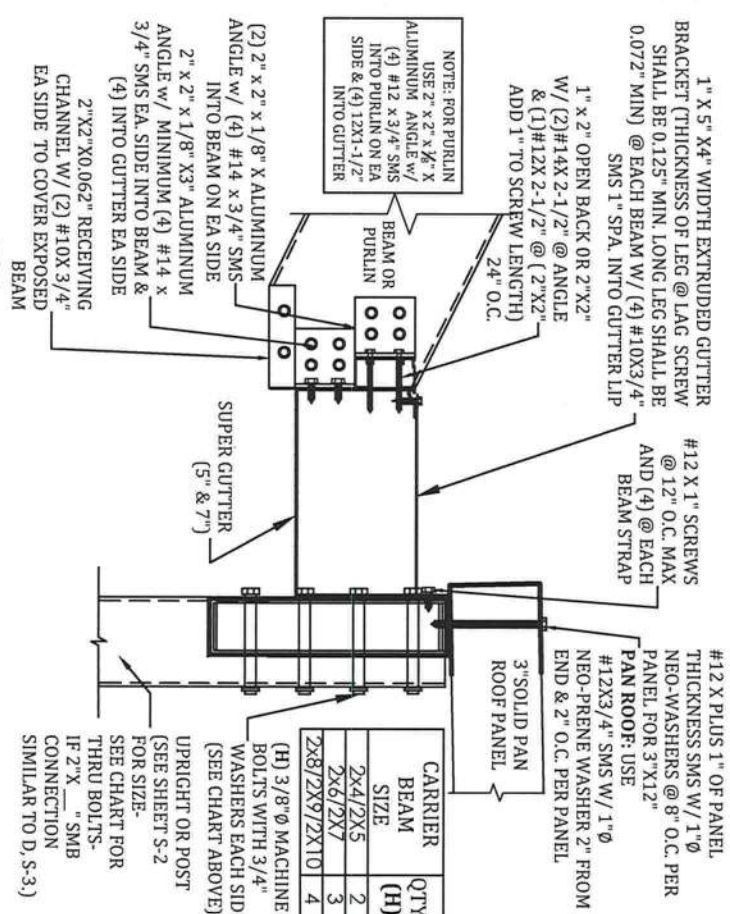 1" X 5" X4" WIDTH EXTRUDED GUTTER
BRACKET (THICKNESS OF LEG @ LAG SCREW
SHALL BE 0.125" MIN. LONG LEG SHALL BE
0.072" MIN) @ EACH BEAM W/ (4) #10X3/4"
SMS 1" SPA. INTO GUTTER LIP
1" x 2" OPEN BACK OR 2"X2"
W/ (2)#14X 2-1/2" @ ANGLE
& (1)#12X 2-1/2" @ ( 2"X2"
ADD 1" TO SCREW LENGTH)
24" O.C.
NOTE: FOR PURLIN
USE 2" x 2" x 1/8" X
ALUMINUM ANGLE w/
(4) #12 x 3/4" SMS
INTO PURLIN ON EA
SIDE & (4) 12X1-1/2"
INTO GUTTER
BEAM OR
PURLIN
(2) 2" x 2" x 1/8" X ALUMINUM
ANGLE w/ (4) #14 x 3/4" SMS
INTO BEAM ON EA SIDE
2" x 2" x 1/8" X3" ALUMINUM
ANGLE w/ MINIMUM (4) #14 x
3/4" SMS EA. SIDE INTO BEAM &
(4) INTO GUTTER EA SIDE
2"X2"X0.062" RECEIVING
CHANNEL W/ (2) #10X 3/4"
EA SIDE TO COVER EXPOSED
BEAM
#12 X 1" SCREWS
@ 12" O.C. MAX
AND (4) @ EACH
BEAM STRAP
SUPER GUTTER
(5" & 7")
#12 X PLUS 1" OF PANEL
THICKNESS SMS W/ 1"Ø
NEO-WASHERS @ 8" O.C. PER
PANEL FOR 3"X12"
PAN ROOF: USE
#12X3/4" SMS W/ 1"Ø
NEO-PRENE WASHER 2" FROM
END & 2" O.C. PER PANEL
3"SOLID PAN
ROOF PANEL
CARRIER BEAM SIZE QTY (H)
2x4/2X5 2
2x6/2X7 3
2x8/2X9/2X10 4
(H) 3/8"Ø MACHINE
BOLTS WITH 3/4"
WASHERS EACH SID
(SEE CHART ABOVE)
UPRIGHT OR POST
(SEE SHEET S-2
FOR SIZE-
SEE CHART FOR
THRU BOLTS-
IF 2"X __" SMB
CONNECTION
SIMILAR TO D, S-3.)